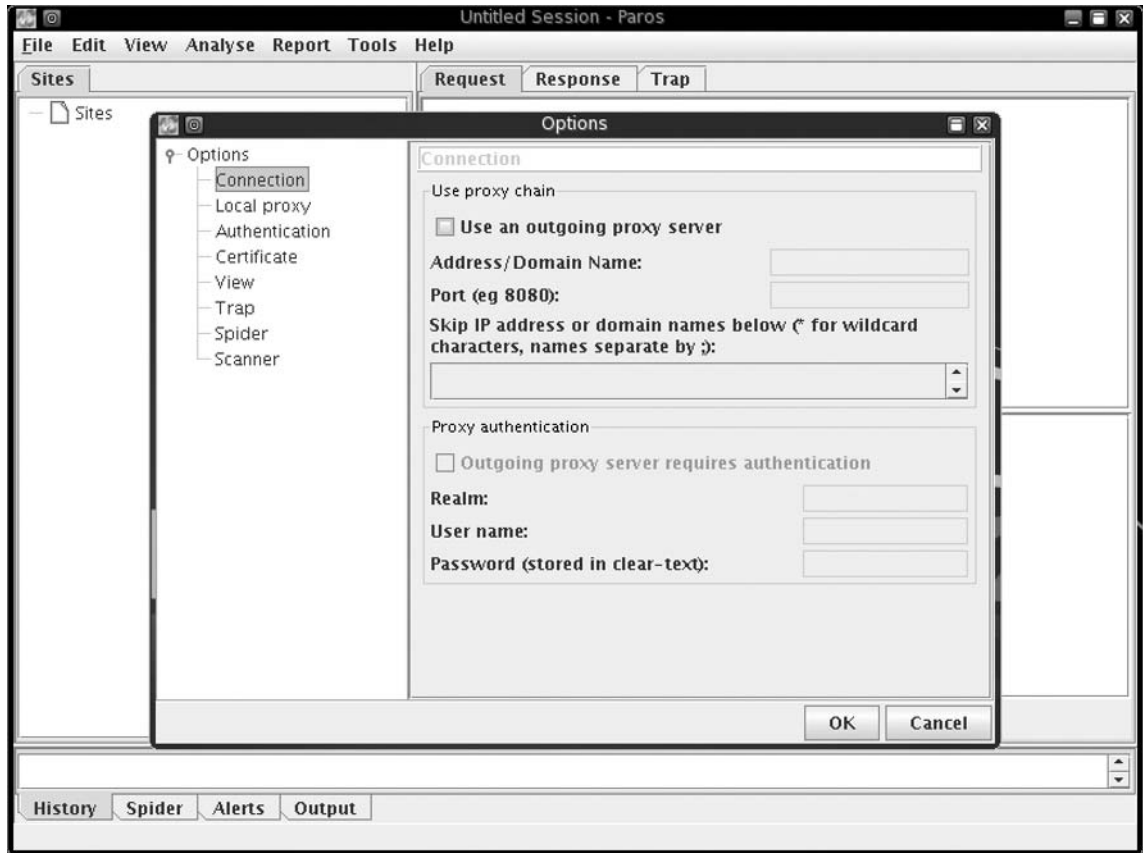 Untitled Session - Paros
File Edit View Analyse Report Tools Help
Sites
Request Response Trap
Sites
Options
Options
Connection
Local proxy
Authentication
Certificate
View
Trap
Spider
Scanner
Connection
Use proxy chain
Use an outgoing proxy server
Address/Domain Name:
Port (eg 8080):
Skip IP address or domain names below (* for wildcard
characters, names separate by ;):
Proxy authentication
Outgoing proxy server requires authentication
Realm:
User name:
Password (stored in clear-text):
OK Cancel
History Spider Alerts Output